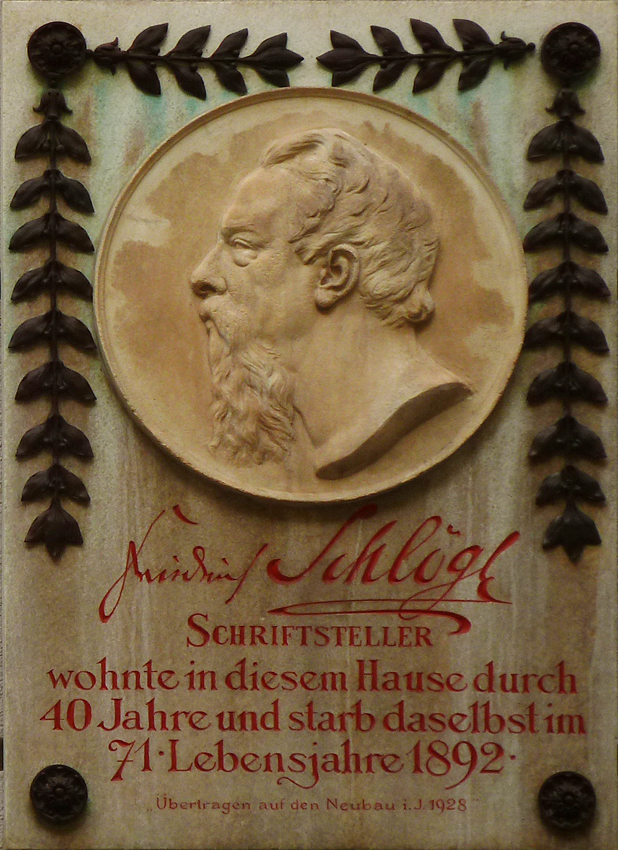 Friedrich Schlögl
SCHRIFTSTELLER
wohnte in diesem Hause durch
40 Jahre und starb daselbst im
71·Lebensjahre 1892·
„Übertragen auf den Neubau i.J.1928“